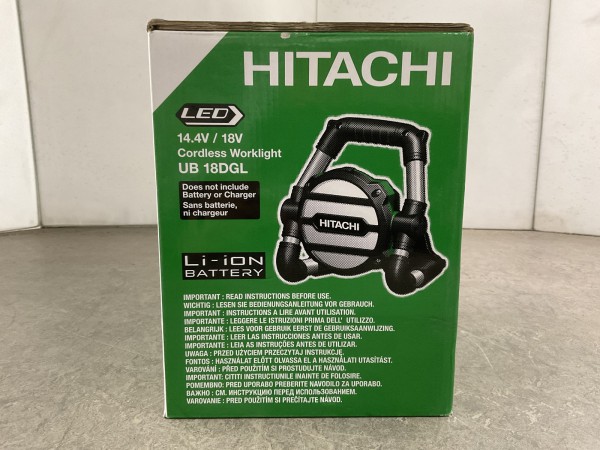 HITACHI
LED
14.4V / 18V
Cordless Worklight
UB 18DGL
Does not include
Battery or Charger
Sans batterie,
ni chargeur
HITACHI
Li-ion
BATTERY
IMPORTANT : READ INSTRUCTIONS BEFORE USE.
WICHTIG : LESEN SIE BEDIENUNGSANLEITUNG VOR GEBRAUCH.
IMPORTANT : INSTRUCTIONS A LIRE AVANT UTILISATION.
IMPORTANTE : LEGGERE LE ISTRUZIONI PRIMA DELL' UTILIZZO.
BELANGRIJK : LEES VOOR GEBRUIK EERST DE GEBRUIKSAANWIJZING.
IMPORTANTE : LEER LAS INSTRUCCIONES ANTES DE USAR.
IMPORTANTE : LEIA AS INSTRUÇÕES ANTES DE UTILIZAR.
UWAGA : PRZED UŻYCIEM PRZECZYTAJ INSTRUKCJĘ.
FONTOS : HASZNÁLAT ELŐTT OLVASSA EL A HASZNÁLATI UTASÍTÁST.
VAROVÁNÍ : PŘED POUŽITÍM SI PROSTUDUJTE NÁVOD.
IMPORTANT: CITITI INSTRUCTIUNILE INAINTE DE FOLOSIRE.
POMEMBNO: PRED UPORABO PREBERITE NAVODILO ZA UPORABO.
ВАЖНО : СМ. ИНСТРУКЦИЮ ПЕРЕД ИСПОЛЬЗОВАНИЕМ.
VAROVANIE : PRED POUŽITÍM SI PREČÍTAJTE NÁVOD.